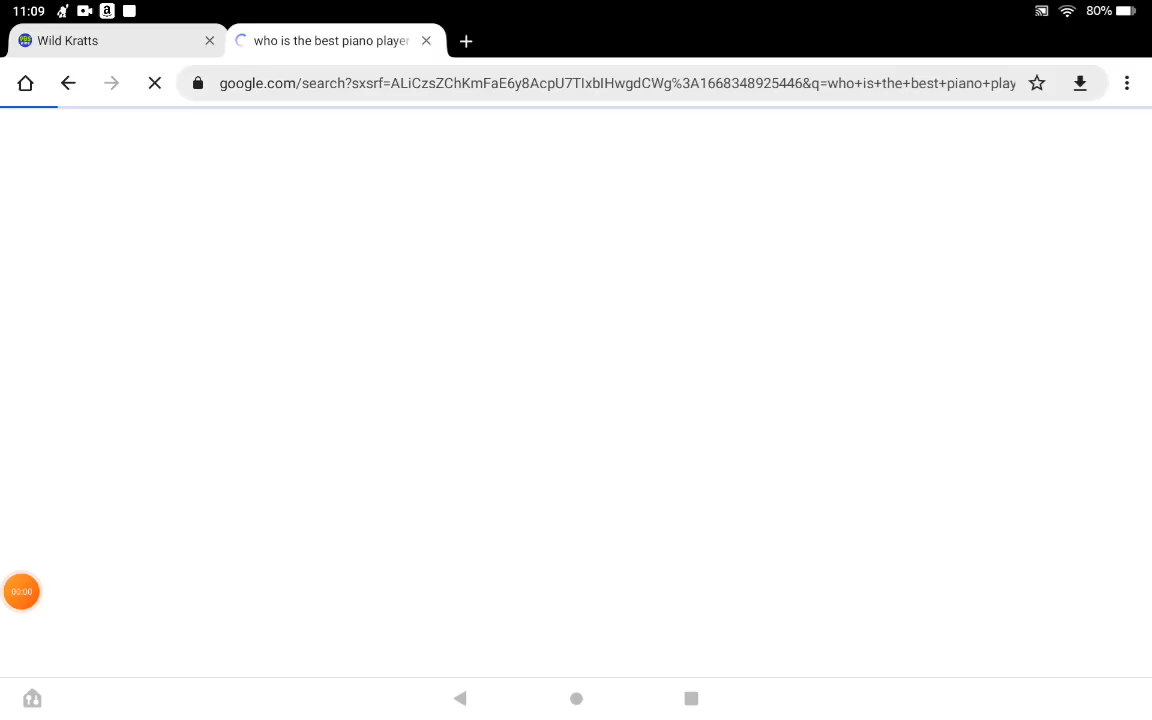 11:09
80%
Wild Kratts
who is the best piano player
google.com/search?sxsrf=ALiCzsZChKmFaE6y8AcpU7TIxbIHwgdCWg%3A1668348925446&q=who+is+the+best+piano+play
00:00